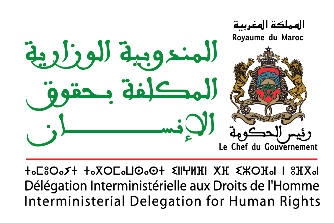 المملكة المغربية
Royaume du Maroc
المندوبية الوزارية
المكلفة بحقوق
الإنسان
رئيس الحكومة
Le Chef du Gouvernement
Délégation Interministérielle aux Droits de l'Homme
Interministerial Delegation for Human Rights